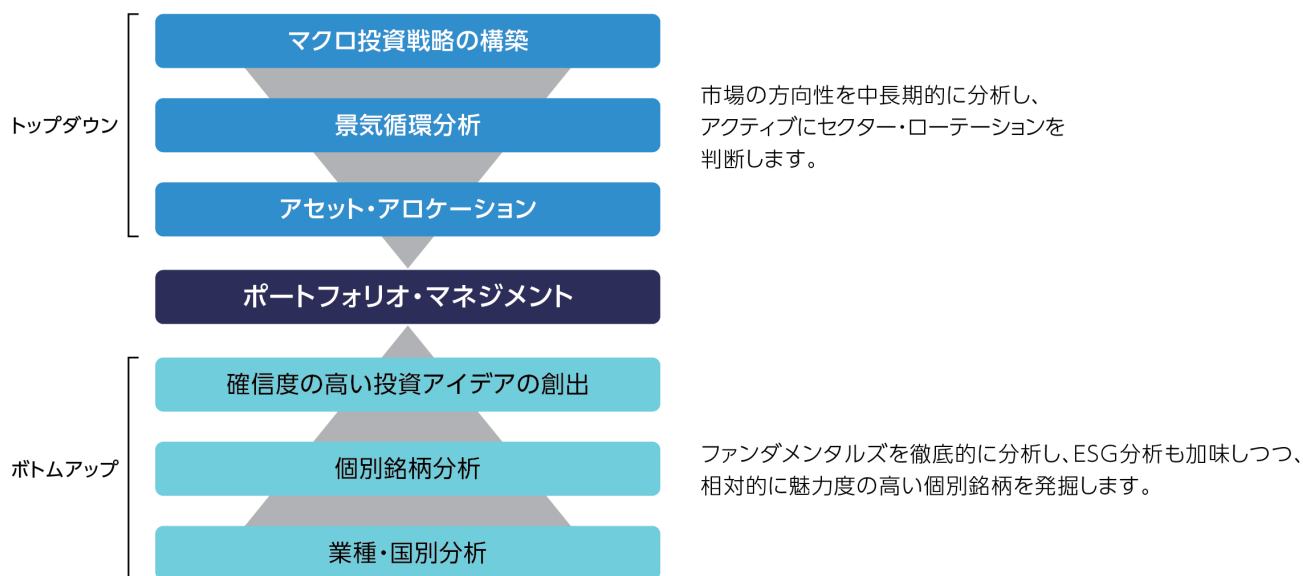 マクロ投資戦略の構築
トップダウン
景気循環分析
アセット・アロケーション
市場の方向性を中長期的に分析し、
アクティブにセクター・ローテーションを
判断します。
ポートフォリオ・マネジメント
確信度の高い投資アイデアの創出
ボトムアップ
個別銘柄分析
業種・国別分析
ファンダメンタルズを徹底的に分析し、ESG分析も加味しつつ、
相対的に魅力度の高い個別銘柄を発掘します。